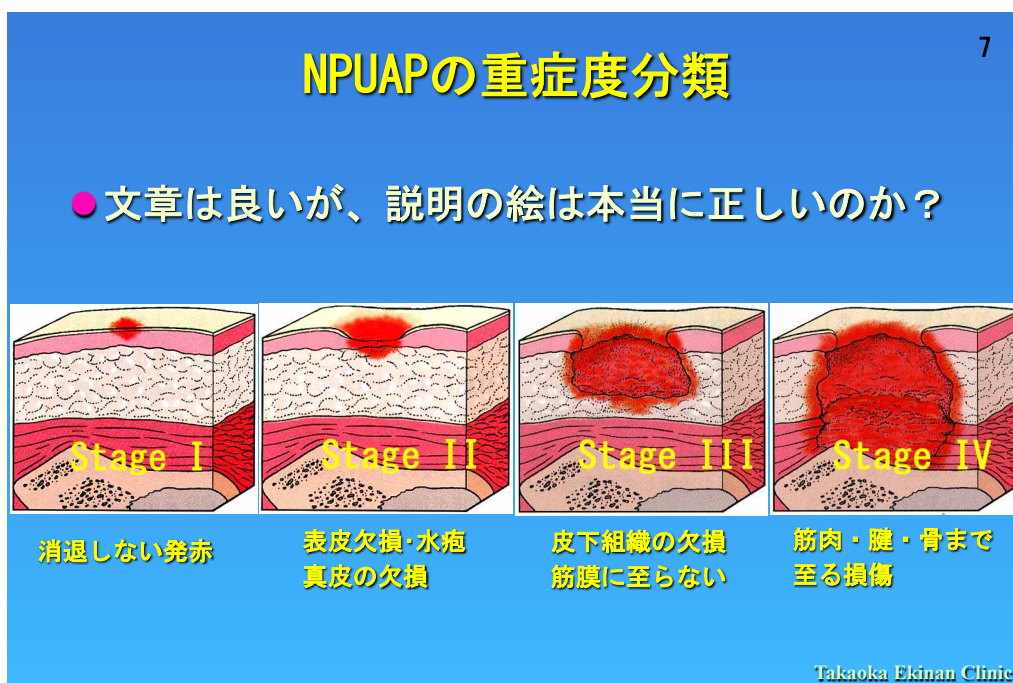 7
NPUAPの重症度分類
●文章は良いが、説明の絵は本当に正しいのか？
Stage I
Stage II
Stage III
Stage IV
消退しない発赤
表皮欠損･水疱
真皮の欠損
皮下組織の欠損
筋膜に至らない
筋肉・腱・骨まで
至る損傷
Takaoka Ekinan Clinic